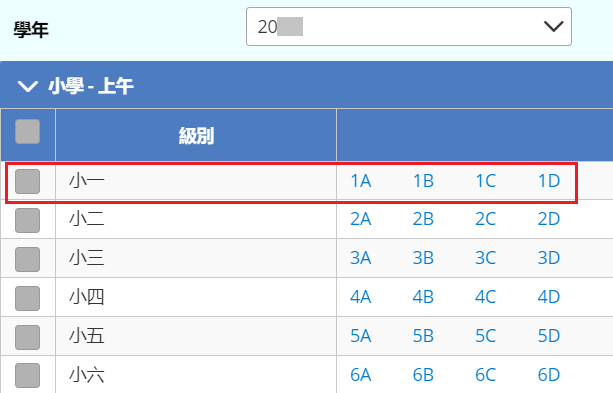 學年 20
小學 - 上午
級別
小一 1A 1B 1C 1D
小二 2A 2B 2C 2D
小三 3A 3B 3C 3D
小四 4A 4B 4C 4D
小五 5A 5B 5C 5D
小六 6A 6B 6C 6D